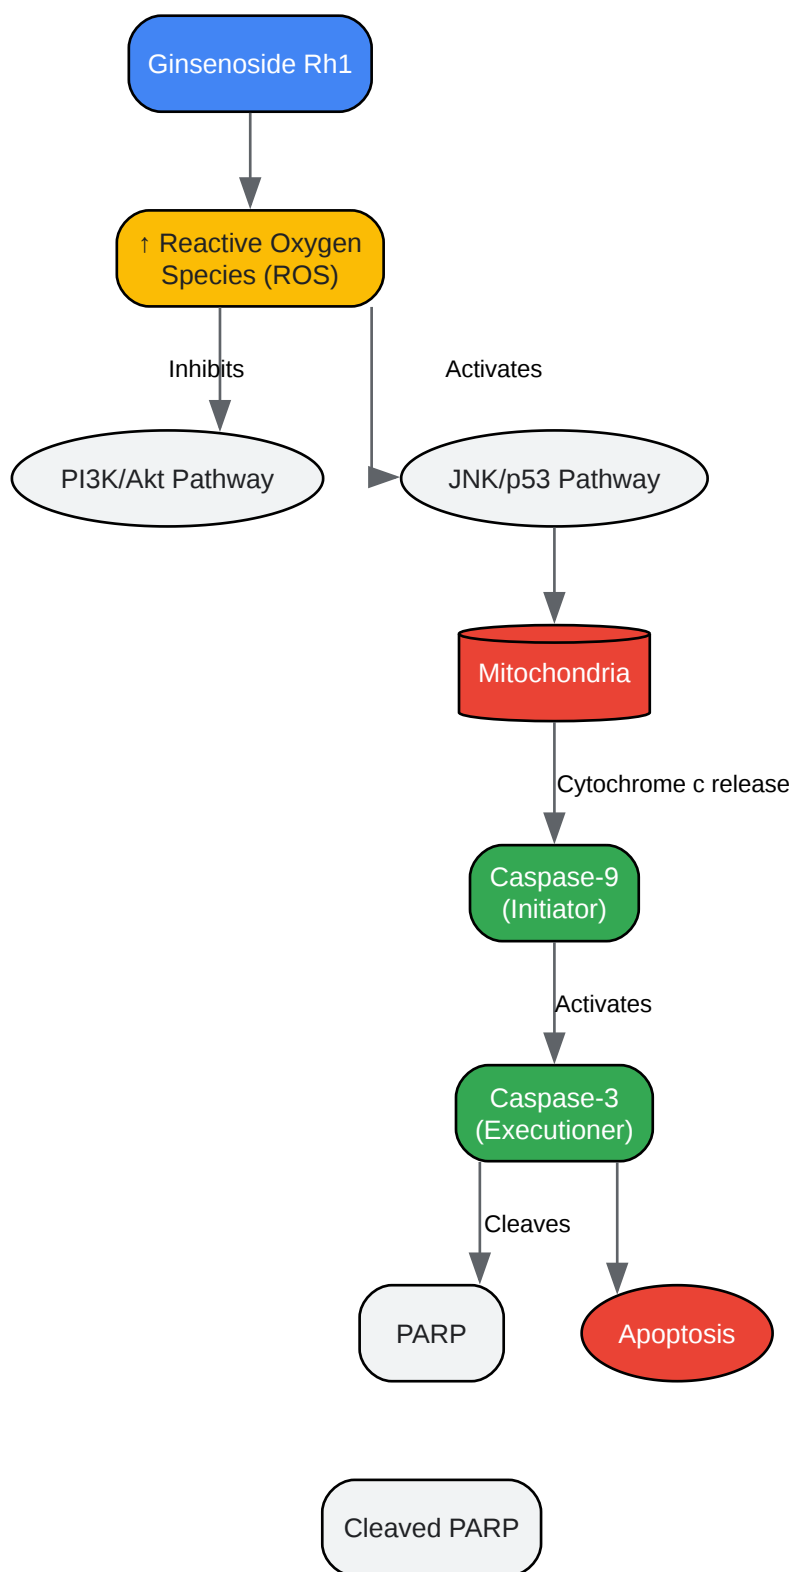 Ginsenoside Rh1
↑ Reactive Oxygen
Species (ROS)
Inhibits
Activates
PI3K/Akt Pathway
JNK/p53 Pathway
Mitochondria
Cytochrome c release
Caspase-9
(Initiator)
Activates
Caspase-3
(Executioner)
Cleaves
PARP
Apoptosis
Cleaved PARP